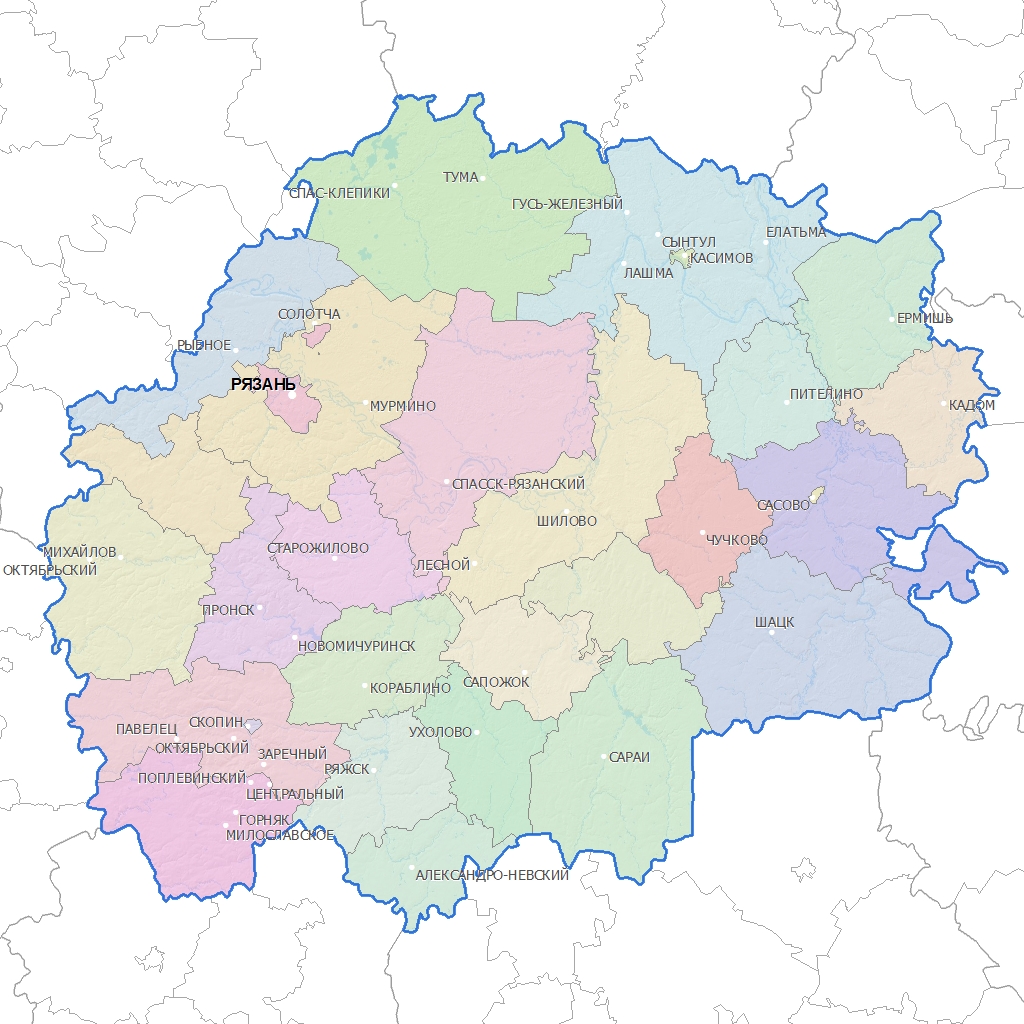 ТУМА
СПАС-КЛЕПИКИ
ГУСЬ-ЖЕЛЕЗНЫЙ
ЕЛАТЬМА
СЫНТУЛ
КАСИМОВ
ЛАШМА
СОЛОТЧА
ЕРМИШЬ
РЫБНОЕ
РЯЗАНЬ
ПИТЕЛИНО
МУРМИНО
КАДОМ
СПАССК-РЯЗАНСКИЙ
САСОВО
ШИЛОВО
ЧУЧКОВО
СТАРОЖИЛОВО
МИХАЙЛОВ
ОКТЯБРЬСКИЙ
ЛЕСНОЙ
ПРОНСК
ШАЦК
НОВОМИЧУРИНСК
САПОЖОК
КОРАБЛИНО
СКОПИН
ПАВЕЛЕЦ
УХОЛОВО
ОКТЯБРЬСКИЙ
ЗАРЕЧНЫЙ
САРАИ
РЯЖСК
ПОПЛЕВИНСКИЙ
ЦЕНТРАЛЬНЫЙ
ГОРНЯК
МИЛОСЛАВСКОЕ
АЛЕКСАНДРО-НЕВСКИЙ